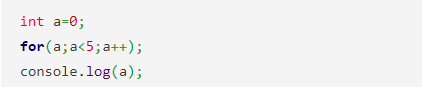 int a=0;
for(a;a<5;a++);
console.log(a);